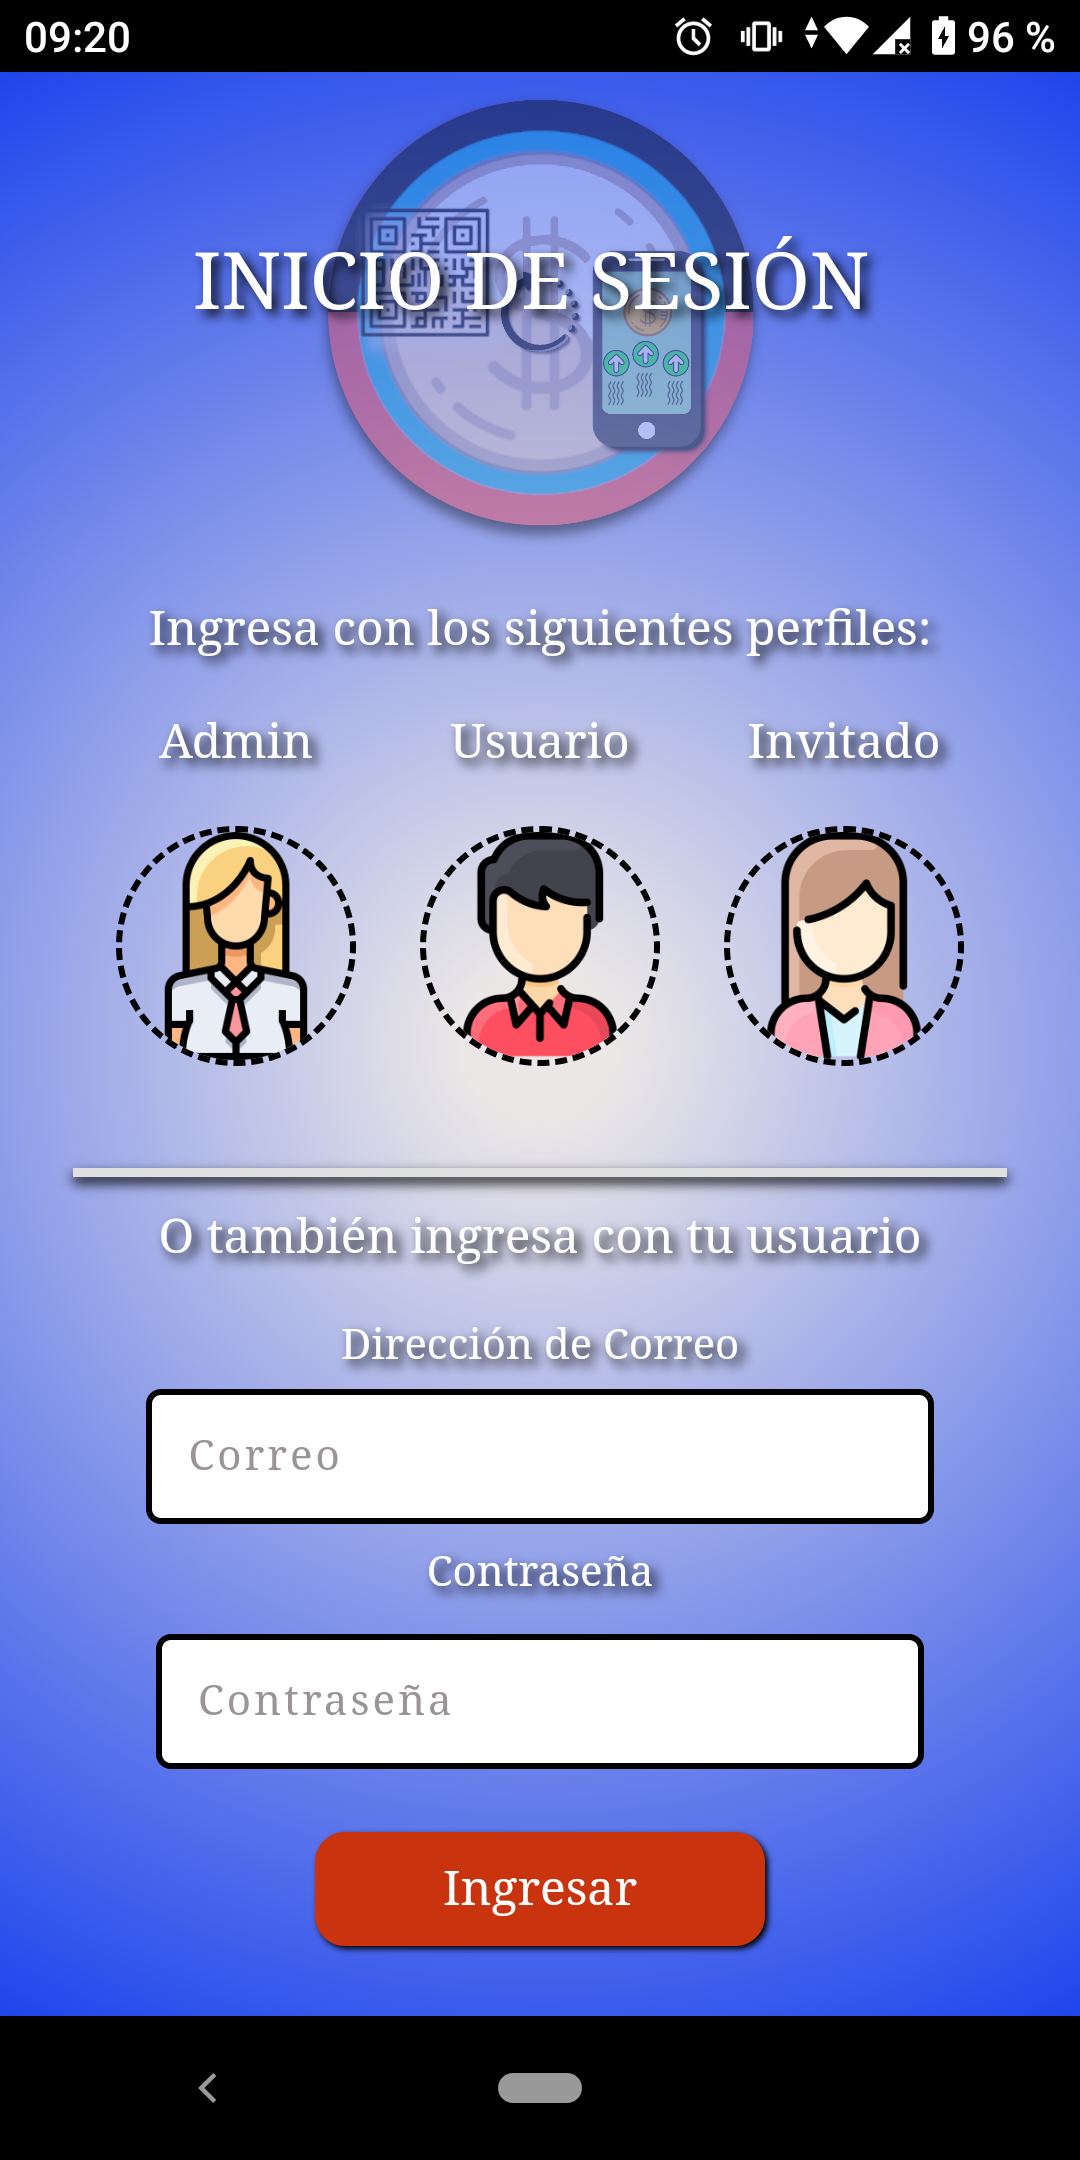 09:20 96 %
INICIO DE SESIÓN
Ingresa con los siguientes perfiles:
Admin Usuario Invitado
O también ingresa con tu usuario
Dirección de Correo
Correo
Contraseña
Contraseña
Ingresar